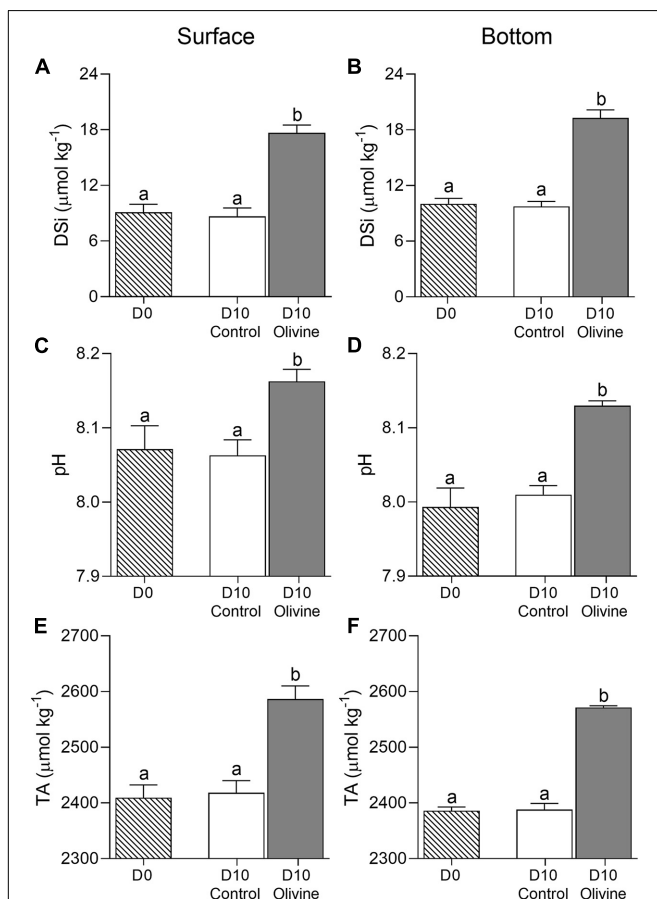 Surface Bottom
A B
24 24
b b
18 18
DSi (µmol kg⁻¹) DSi (µmol kg⁻¹)
12 12
a a a a
6 6
0 0
D0 D10 D10 D0 D10 D10
Control Olivine Control Olivine
C D
8.2 8.2
b b
8.1 8.1
a a
pH pH
a a
8.0 8.0
7.9 7.9
D0 D10 D10 D0 D10 D10
Control Olivine Control Olivine
E F
2700 2700
b b
2600 2600
TA (µmol kg⁻¹) TA (µmol kg⁻¹)
2500 2500
a a a a
2400 2400
2300 2300
D0 D10 D10 D0 D10 D10
Control Olivine Control Olivine